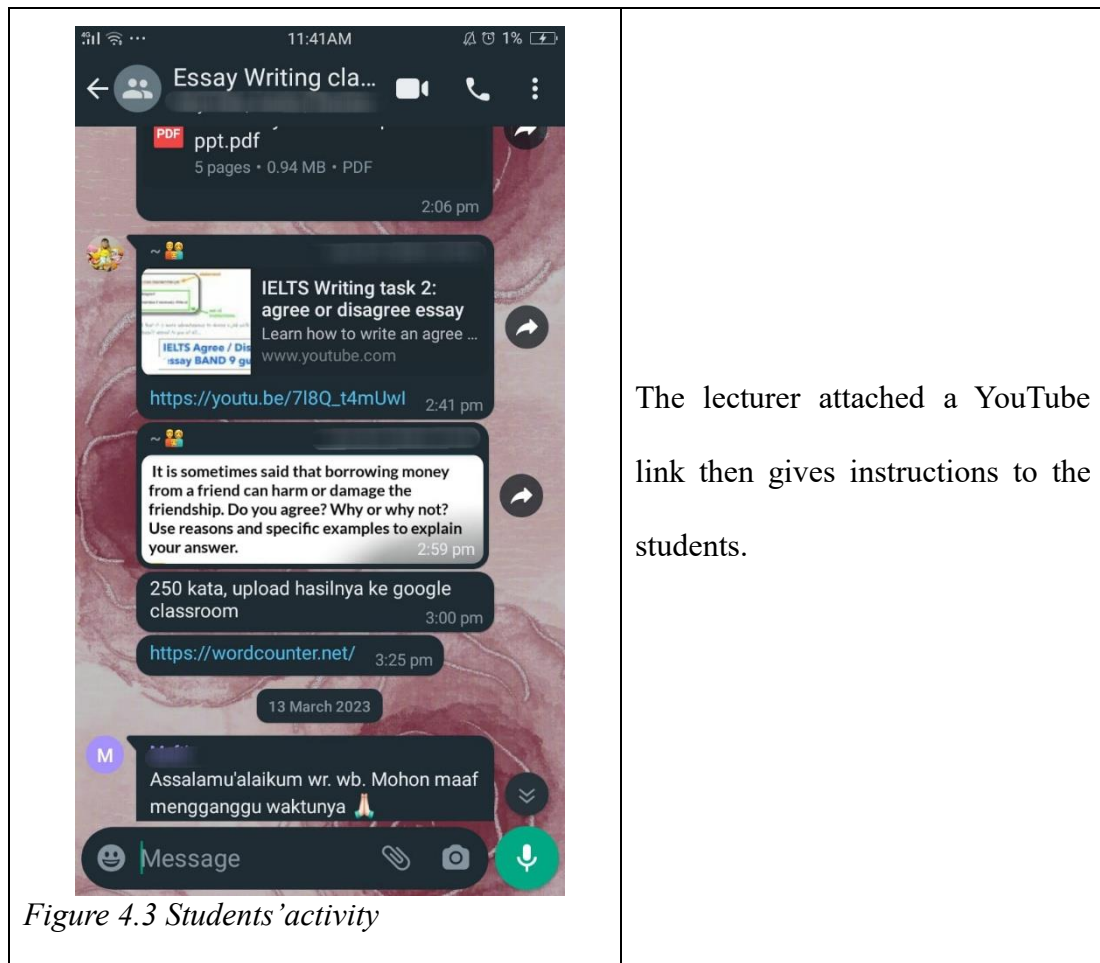 4G 11:41AM 1%
Essay Writing cla...
PDF
ppt.pdf
5 pages • 0.94 MB • PDF
2:06 pm
~
IELTS Writing task 2:
agree or disagree essay
Learn how to write an agree ...
www.youtube.com
IELTS Agree / Dis
ssay BAND 9 gu
https://youtu.be/7l8Q_t4mUwI 2:41 pm
~
It is sometimes said that borrowing money
from a friend can harm or damage the
friendship. Do you agree? Why or why not?
Use reasons and specific examples to explain
your answer. 2:59 pm
250 kata, upload hasilnya ke google
classroom 3:00 pm
https://wordcounter.net/ 3:25 pm
13 March 2023
M
Assalamu'alaikum wr. wb. Mohon maaf
mengganggu waktunya
Message
Figure 4.3 Students'activity
The lecturer attached a YouTube
link then gives instructions to the
students.